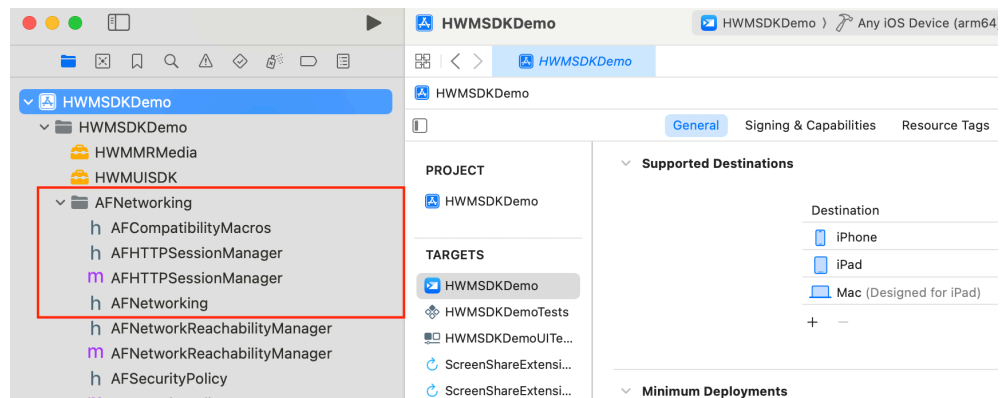 HWMSDKDemo
HWMSDKDemo
HWMMRMedia
HWMUISDK
AFNetworking
h AFCompatibilityMacros
h AFHTTPSessionManager
m AFHTTPSessionManager
h AFNetworking
h AFNetworkReachabilityManager
m AFNetworkReachabilityManager
h AFSecurityPolicy
HWMSDKDemo
HWMSDKDemo 〉 Any iOS Device (arm64)
HWMSDKDemo
HWMSDKDemo
General Signing & Capabilities Resource Tags
PROJECT
HWMSDKDemo
TARGETS
HWMSDKDemo
HWMSDKDemoTests
HWMSDKDemoUITe...
ScreenShareExtensi...
ScreenShareExtensi...
Supported Destinations
Destination
iPhone
iPad
Mac (Designed for iPad)
Minimum Deployments